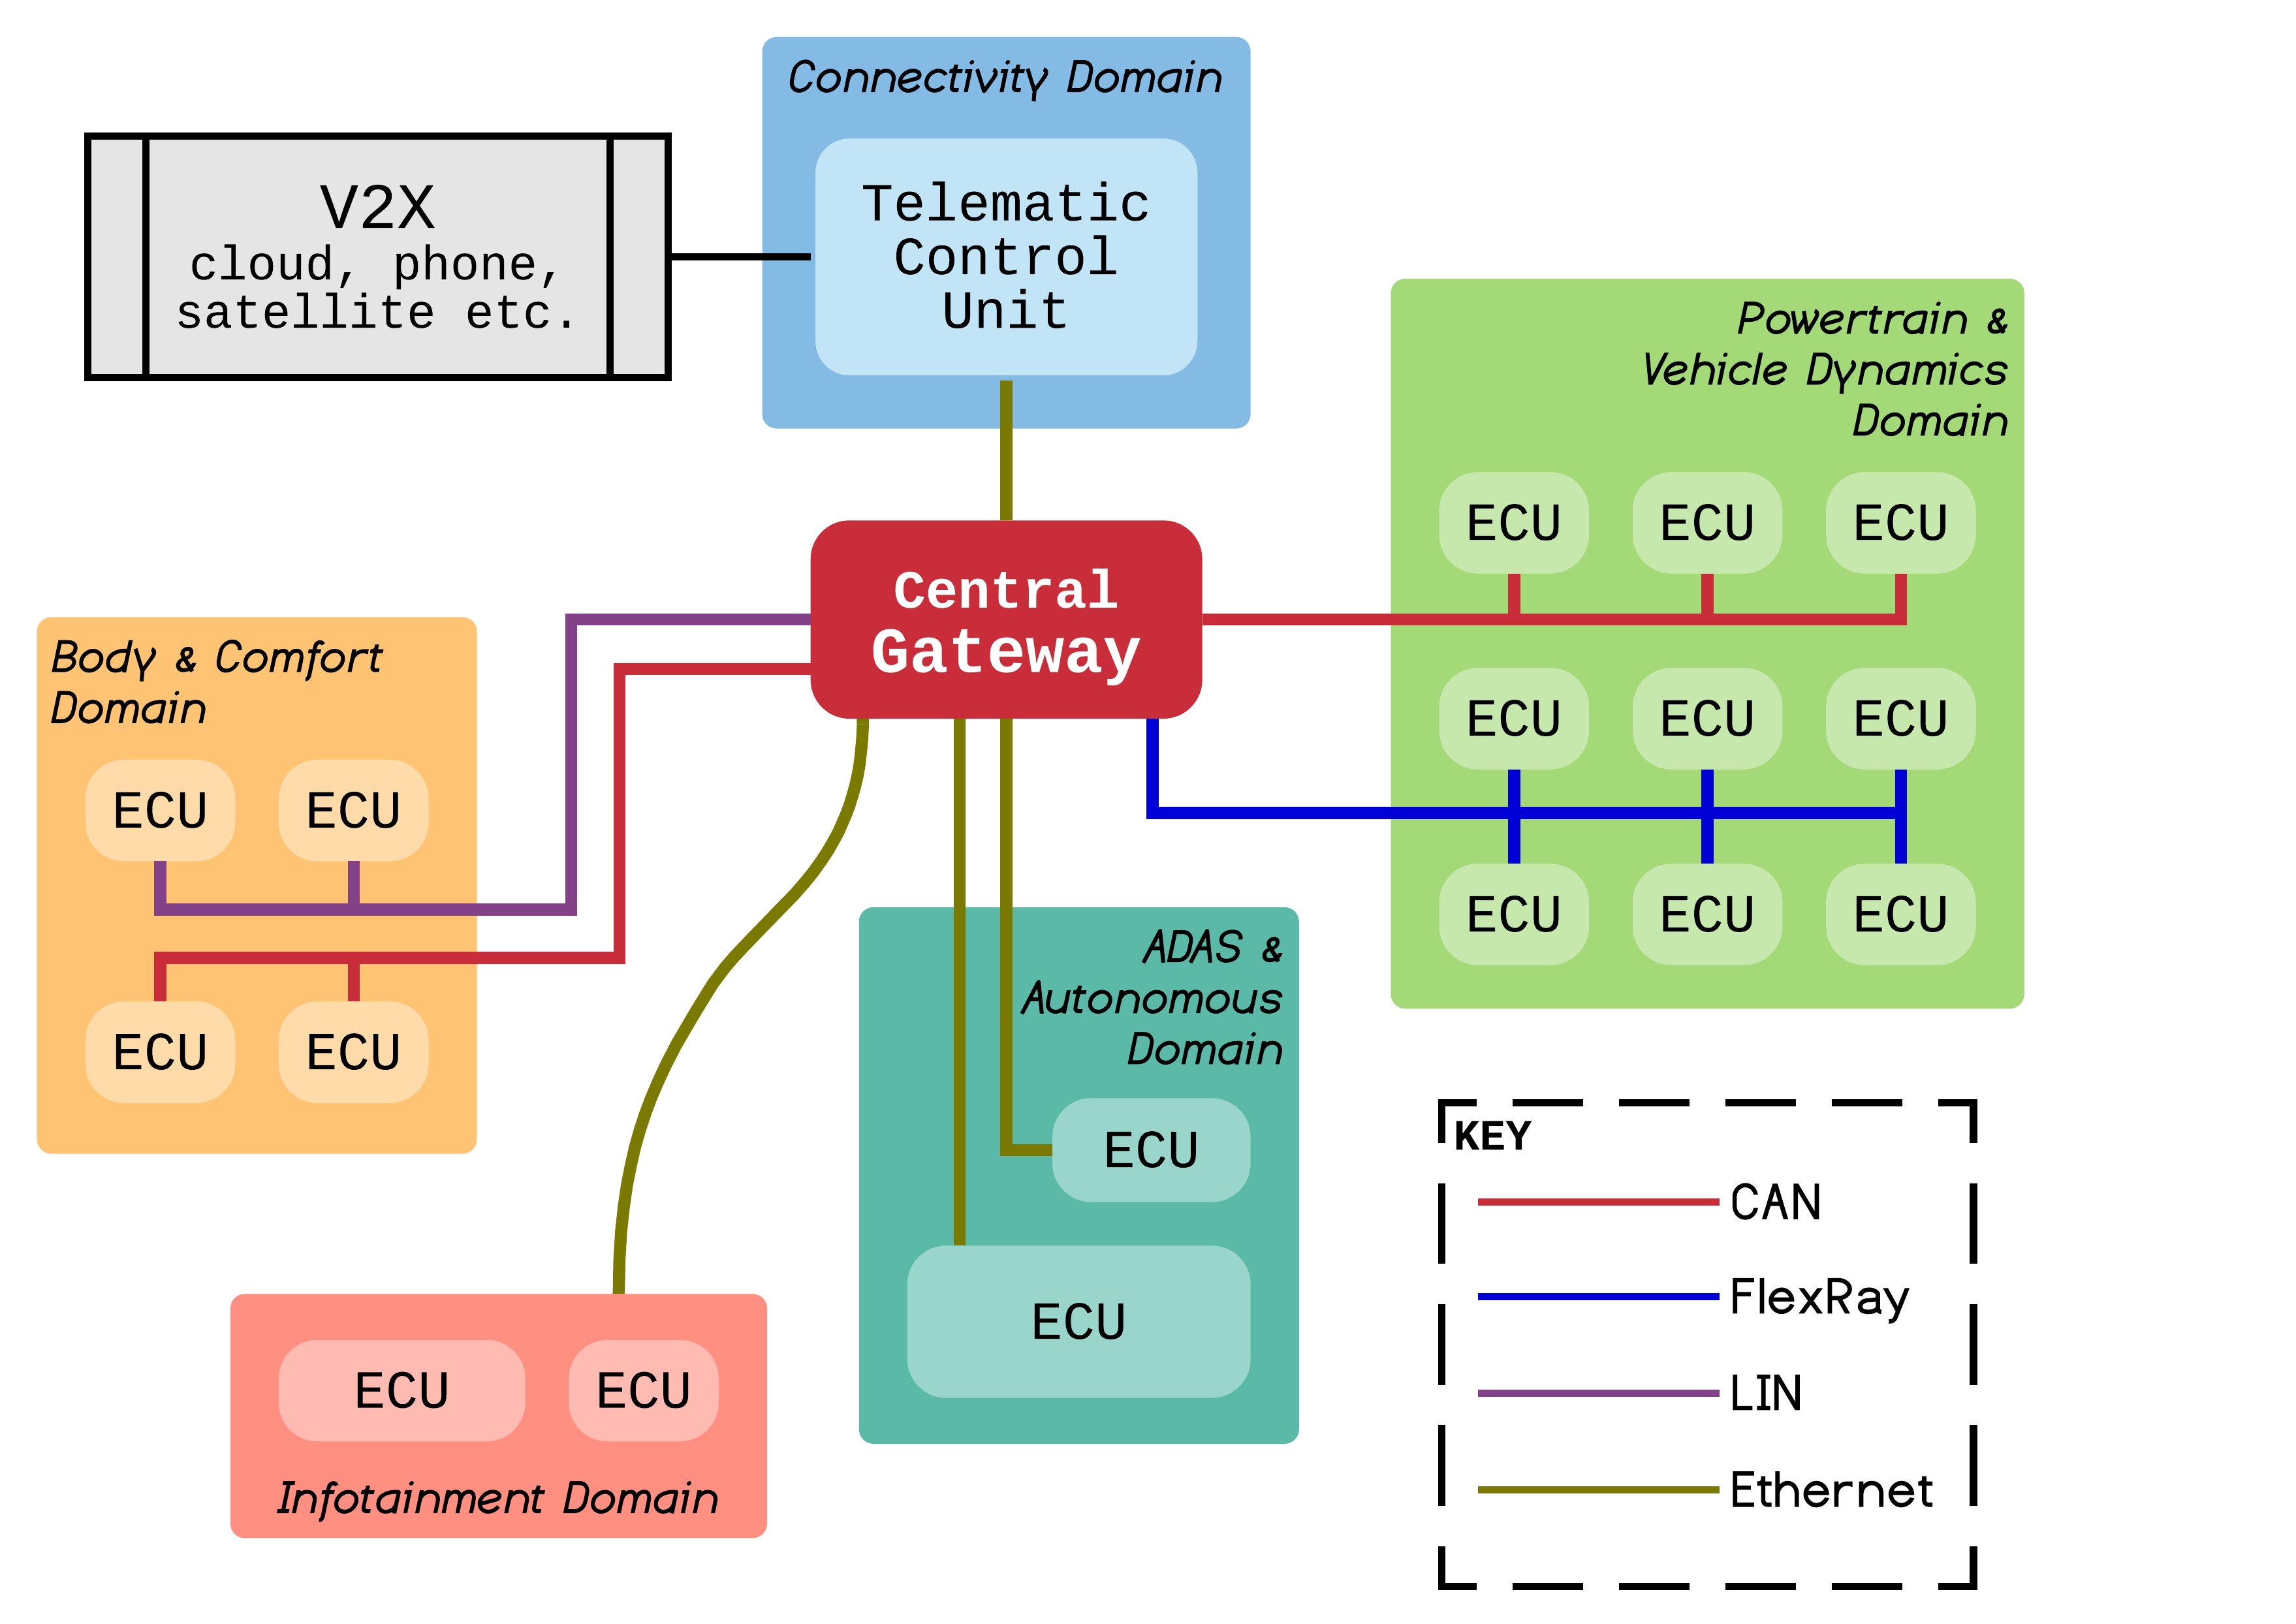 Connectivity Domain
V2X
cloud, phone,
satellite etc.
Telematic
Control
Unit
Powertrain &
Vehicle Dynamics
Domain
ECU ECU ECU
Central
Gateway
Body & Comfort
Domain
ECU ECU ECU
ECU ECU
ECU ECU ECU
ADAS &
Autonomous
Domain
ECU ECU
ECU
ECU
ECU ECU
Infotainment Domain
KEY
CAN
FlexRay
LIN
Ethernet